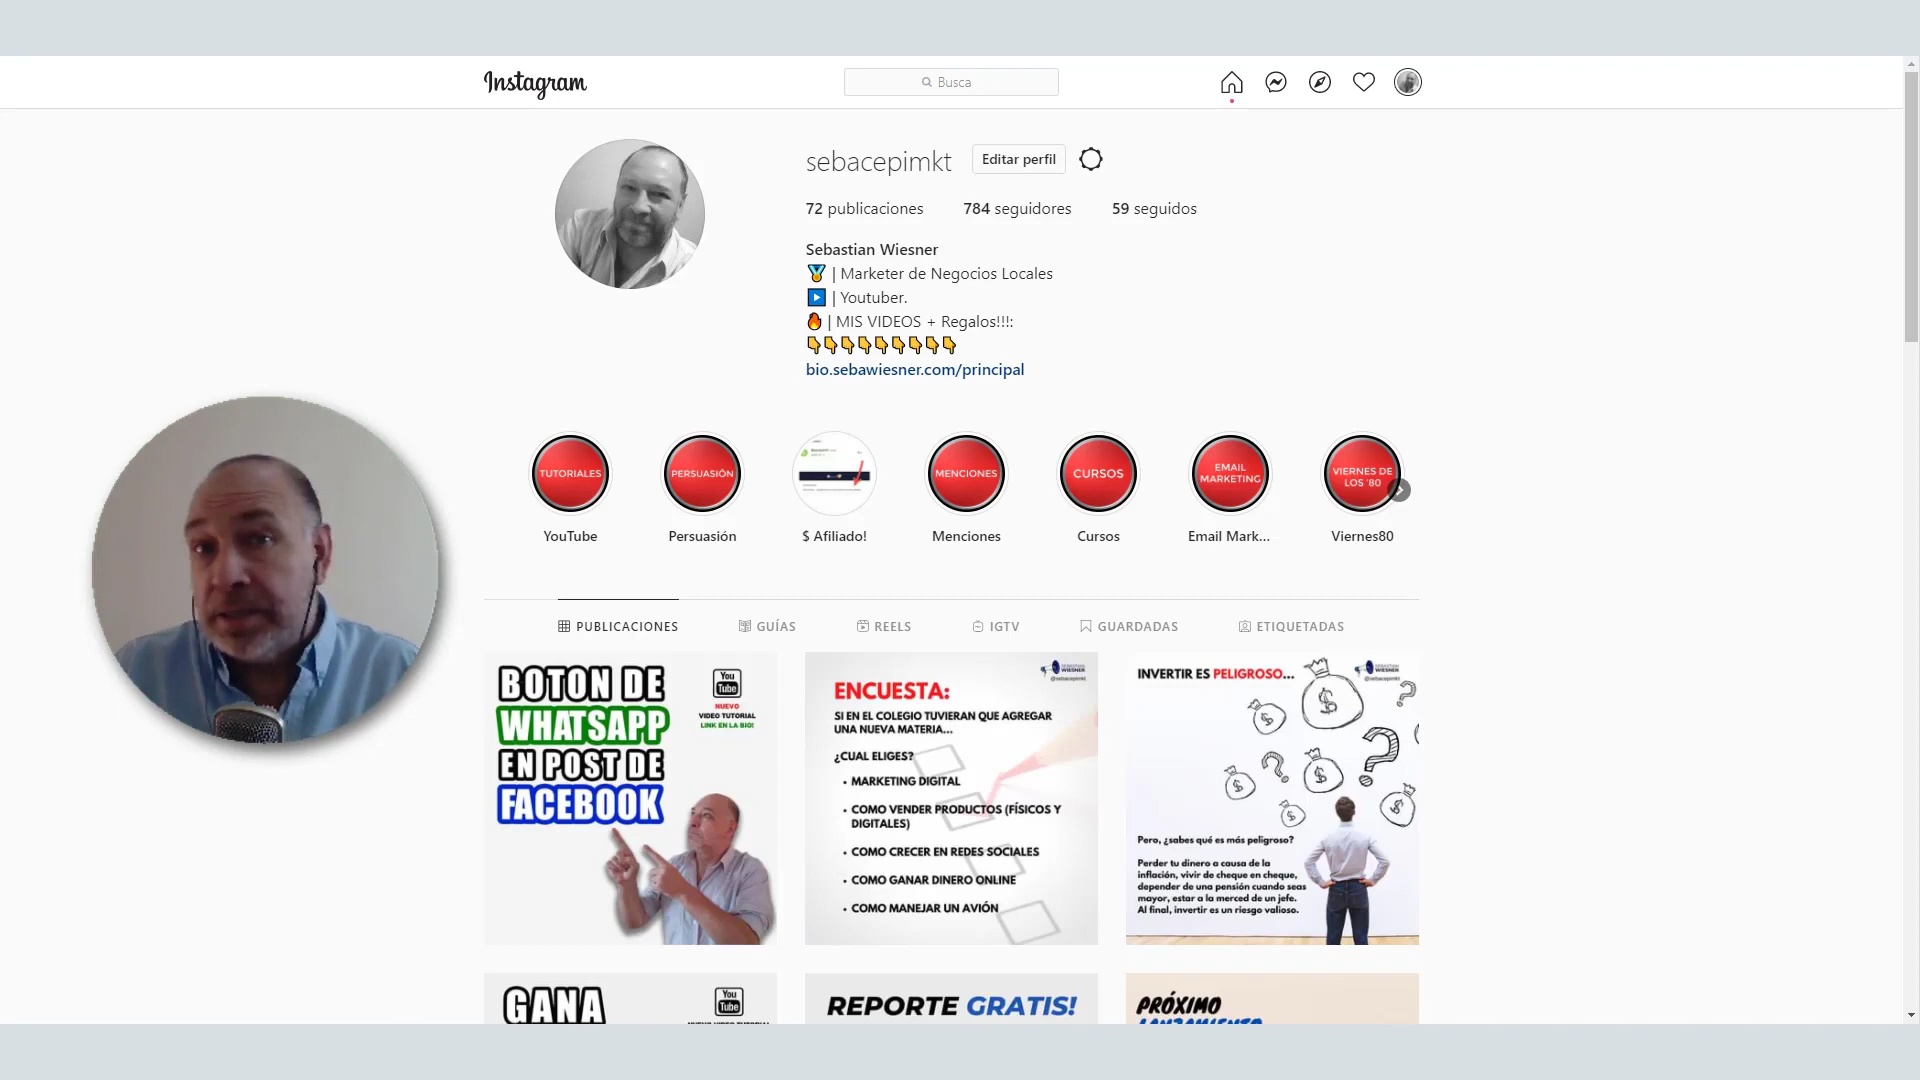 Instagram
Busca
sebacepimkt
Editar perfil
72 publicaciones
784 seguidores
59 seguidos
Sebastian Wiesner
🏅 | Marketer de Negocios Locales
▶️ | Youtuber.
🔥 | MIS VIDEOS + Regalos!!!:
👇👇👇👇👇👇👇👇👇
bio.sebawiesner.com/principal
TUTORIALES
PERSUASIÓN
MENCIONES
CURSOS
EMAIL
MARKETING
VIERNES DE
LOS '80
YouTube
Persuasión
$ Afiliado!
Menciones
Cursos
Email Mark...
Viernes80
PUBLICACIONES
GUÍAS
REELS
IGTV
GUARDADAS
ETIQUETADAS
BOTON DE
WHATSAPP
EN POST DE
FACEBOOK
You
Tube
NUEVO
VIDEO TUTORIAL
LINK EN LA BIO!
SEBASTIAN
WIESNER
@sebacepimkt
ENCUESTA:
SI EN EL COLEGIO TUVIERAN QUE AGREGAR
UNA NUEVA MATERIA...
¿CUAL ELIGES?
• MARKETING DIGITAL
• COMO VENDER PRODUCTOS (FÍSICOS Y
DIGITALES)
• COMO CRECER EN REDES SOCIALES
• COMO GANAR DINERO ONLINE
• COMO MANEJAR UN AVIÓN
INVERTIR ES PELIGROSO...
SEBASTIAN
WIESNER
@sebacepimkt
Pero, ¿sabes qué es más peligroso?
Perder tu dinero a causa de la
inflación, vivir de cheque en cheque,
depender de una pensión cuando seas
mayor, estar a la merced de un jefe.
Al final, invertir es un riesgo valioso.
GANA
You
Tube
REPORTE GRATIS!
PRÓXIMO
LANZAMIENTO